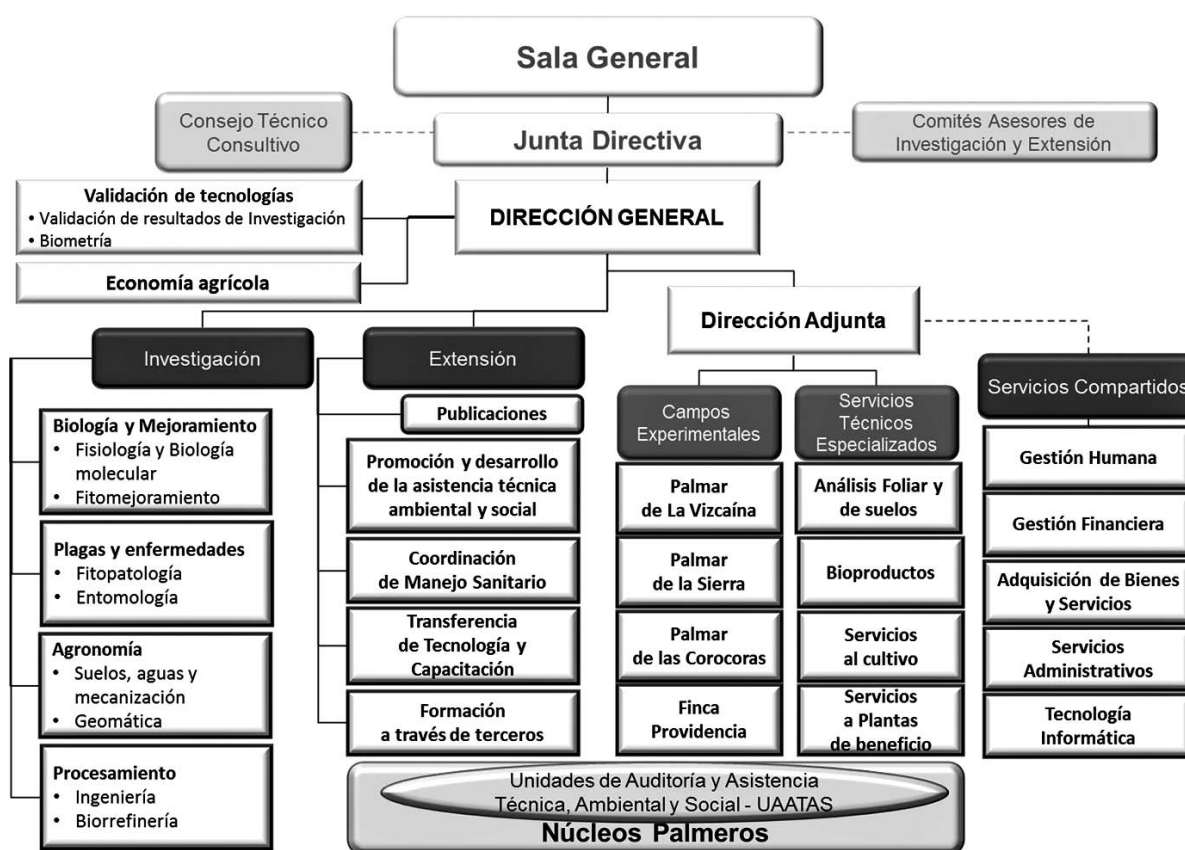 Sala General
Consejo Técnico
Consultivo
Junta Directiva
Comités Asesores de
Investigación y Extensión
Validación de tecnologías
• Validación de resultados de Investigación
• Biometría
DIRECCIÓN GENERAL
Economía agrícola
Dirección Adjunta
Investigación
Extensión
Campos
Experimentales
Servicios
Técnicos
Especializados
Servicios Compartidos
Biología y Mejoramiento
• Fisiología y Biología
molecular
• Fitomejoramiento
Plagas y enfermedades
• Fitopatología
• Entomología
Agronomía
• Suelos, aguas y
mecanización
• Geomática
Procesamiento
• Ingeniería
• Biorrefinería
Publicaciones
Promoción y desarrollo
de la asistencia técnica
ambiental y social
Coordinación
de Manejo Sanitario
Transferencia
de Tecnología y
Capacitación
Formación
a través de terceros
Palmar
de La Vizcaína
Palmar
de la Sierra
Palmar
de las Corocoras
Finca
Providencia
Análisis Foliar y
de suelos
Bioproductos
Servicios
al cultivo
Servicios
a Plantas
de beneficio
Gestión Humana
Gestión Financiera
Adquisición de Bienes
y Servicios
Servicios
Administrativos
Tecnología
Informática
Unidades de Auditoría y Asistencia
Técnica, Ambiental y Social - UAATAS
Núcleos Palmeros